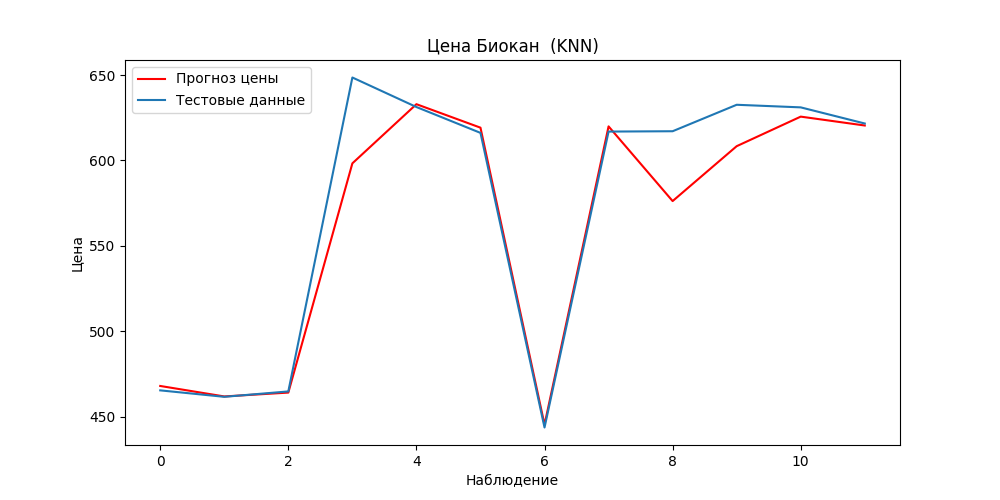 Цена Биокан (KNN)
Прогноз цены
Тестовые данные
Цена
650
600
550
500
450
0 2 4 6 8 10
Наблюдение